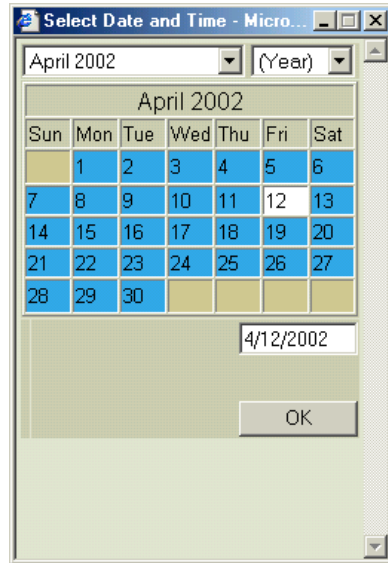 Select Date and Time - Micro...
April 2002 (Year)
April 2002
Sun Mon Tue Wed Thu Fri Sat
1 2 3 4 5 6
7 8 9 10 11 12 13
14 15 16 17 18 19 20
21 22 23 24 25 26 27
28 29 30
4/12/2002
OK